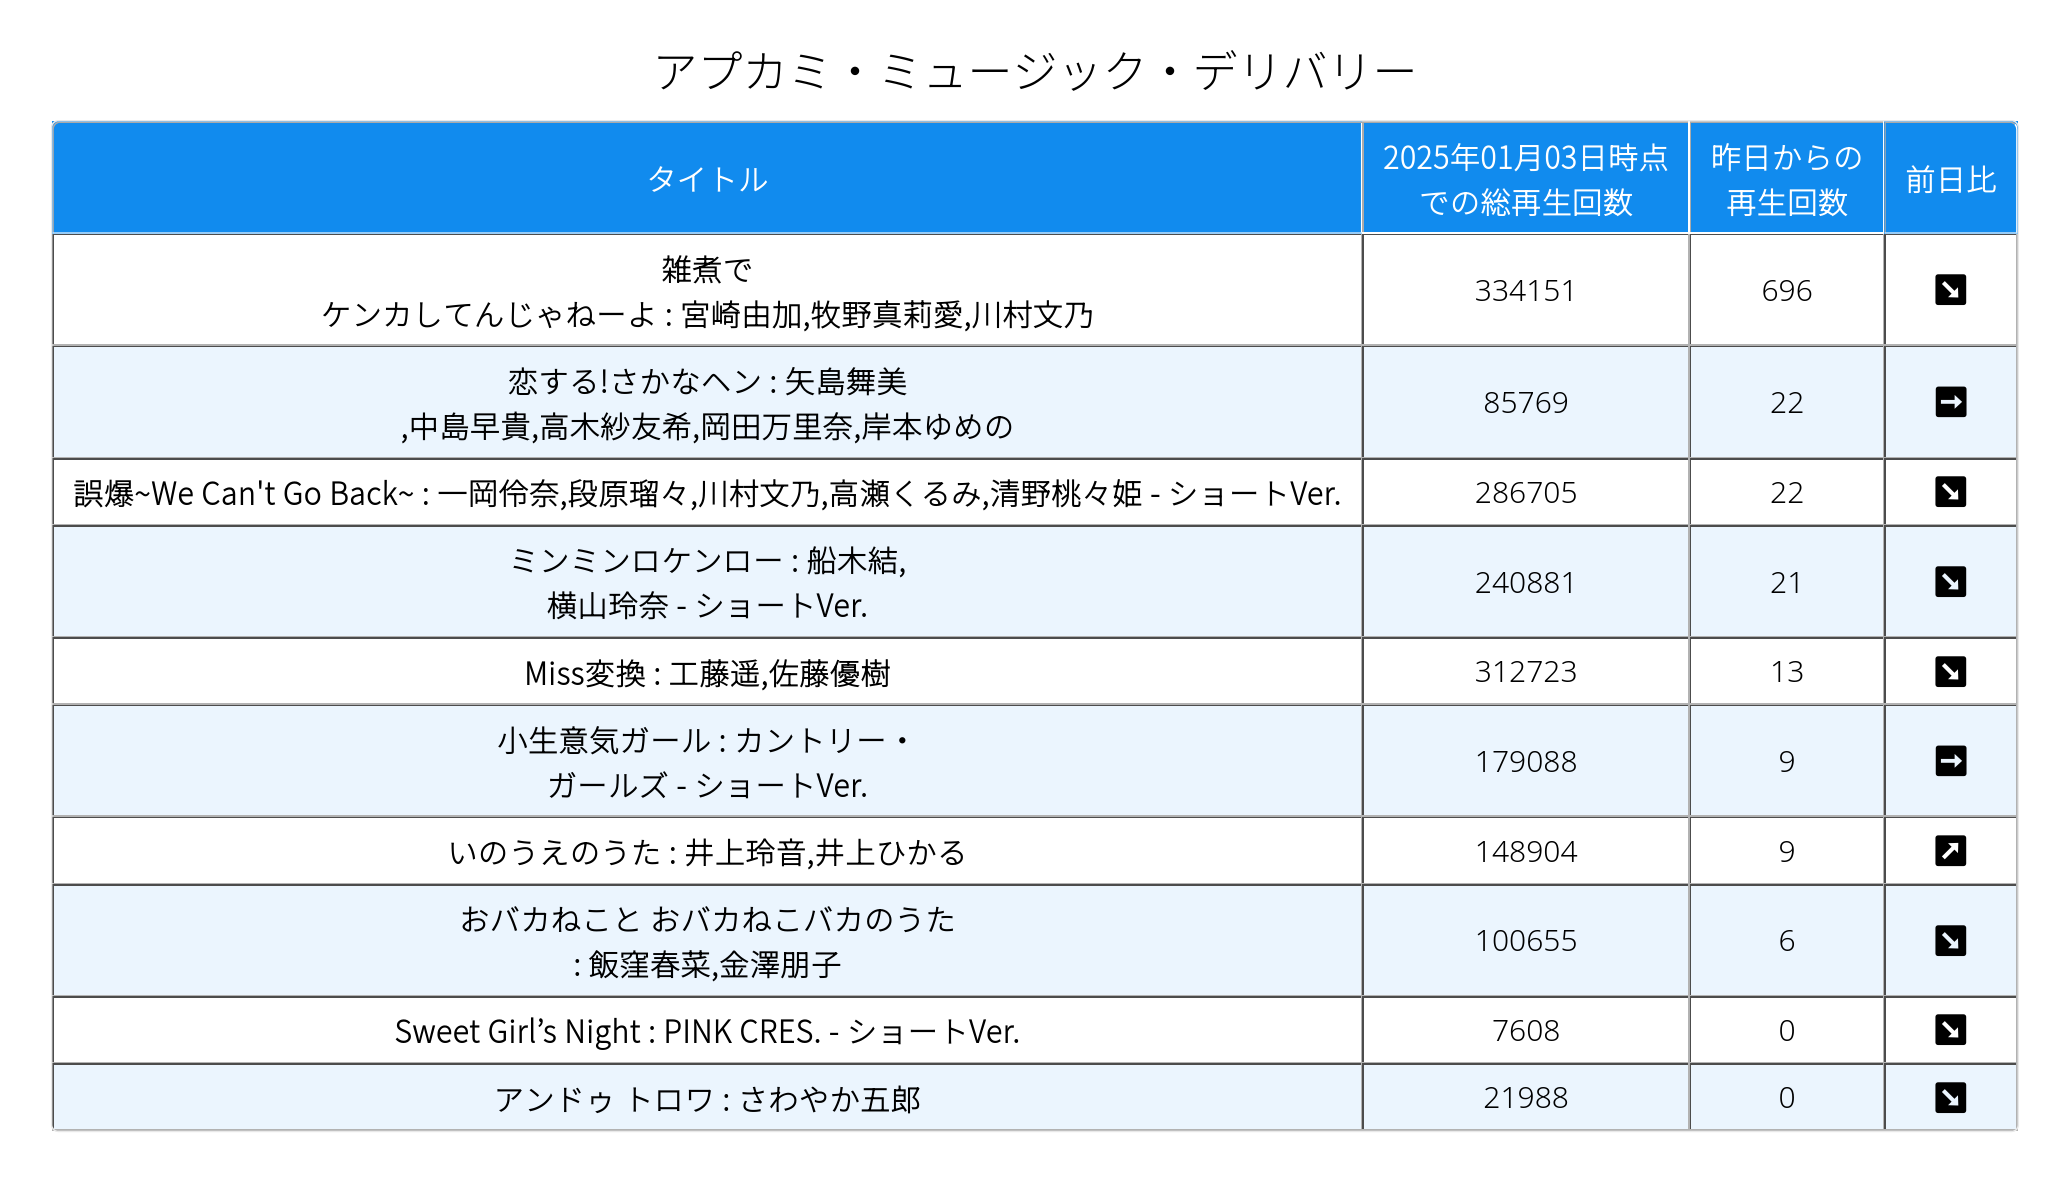 アプカミ・ミュージック・デリバリー
タイトル
2025年01月03日時点
での総再生回数
昨日からの
再生回数
前日比
雑煮で
ケンカしてんじゃねーよ : 宮崎由加,牧野真莉愛,川村文乃
334151
696
恋する!さかなヘン : 矢島舞美
,中島早貴,高木紗友希,岡田万里奈,岸本ゆめの
85769
22
誤爆~We Can't Go Back~ : 一岡伶奈,段原瑠々,川村文乃,高瀬くるみ,清野桃々姫 - ショートVer.
286705
22
ミンミンロケンロー : 船木結,
横山玲奈 - ショートVer.
240881
21
Miss変換 : 工藤遥,佐藤優樹
312723
13
小生意気ガール : カントリー・
ガールズ - ショートVer.
179088
9
いのうえのうた : 井上玲音,井上ひかる
148904
9
おバカねこと おバカねこバカのうた
: 飯窪春菜,金澤朋子
100655
6
Sweet Girl’s Night : PINK CRES. - ショートVer.
7608
0
アンドゥ トロワ : さわやか五郎
21988
0